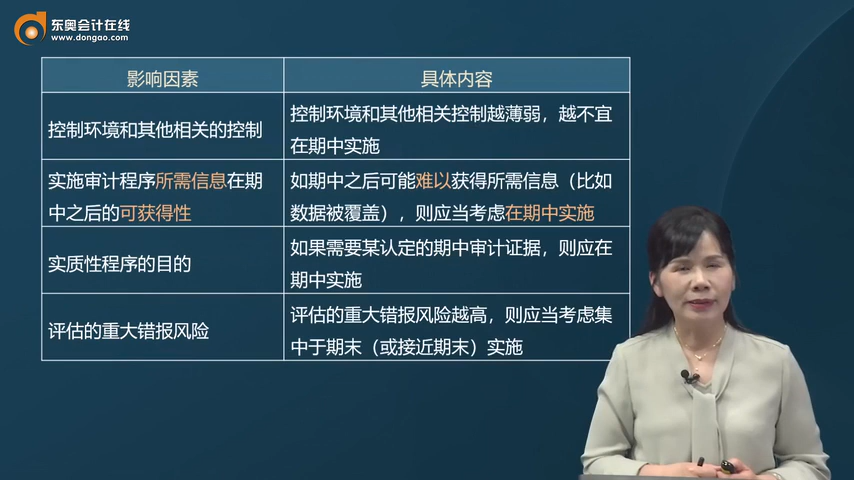 东奥会计在线
www.dongao.com
影响因素
具体内容
控制环境和其他相关的控制
控制环境和其他相关控制越薄弱，越不宜
在期中实施
实施审计程序所需信息在期
中之后的可获得性
如期中之后可能难以获得所需信息（比如
数据被覆盖），则应当考虑在期中实施
实质性程序的目的
如果需要某认定的期中审计证据，则应在
期中实施
评估的重大错报风险
评估的重大错报风险越高，则应当考虑集
中于期末（或接近期末）实施